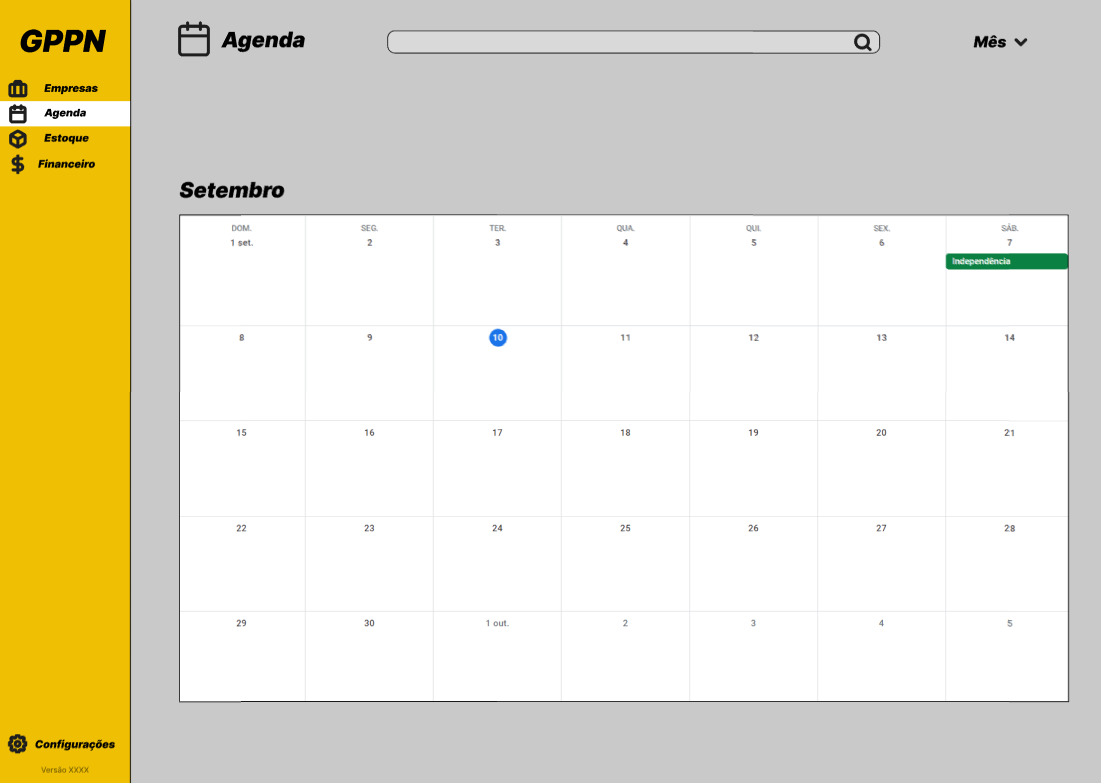 GPPN
Empresas
Agenda
Estoque
Financeiro
Configurações
Versão XXXX
Agenda
Mês
Setembro
DOM. SEG. TER. QUA. QUI. SEX. SÁB.
1 set. 2 3 4 5 6 7
Independência
8 9 10 11 12 13 14
15 16 17 18 19 20 21
22 23 24 25 26 27 28
29 30 1 out. 2 3 4 5